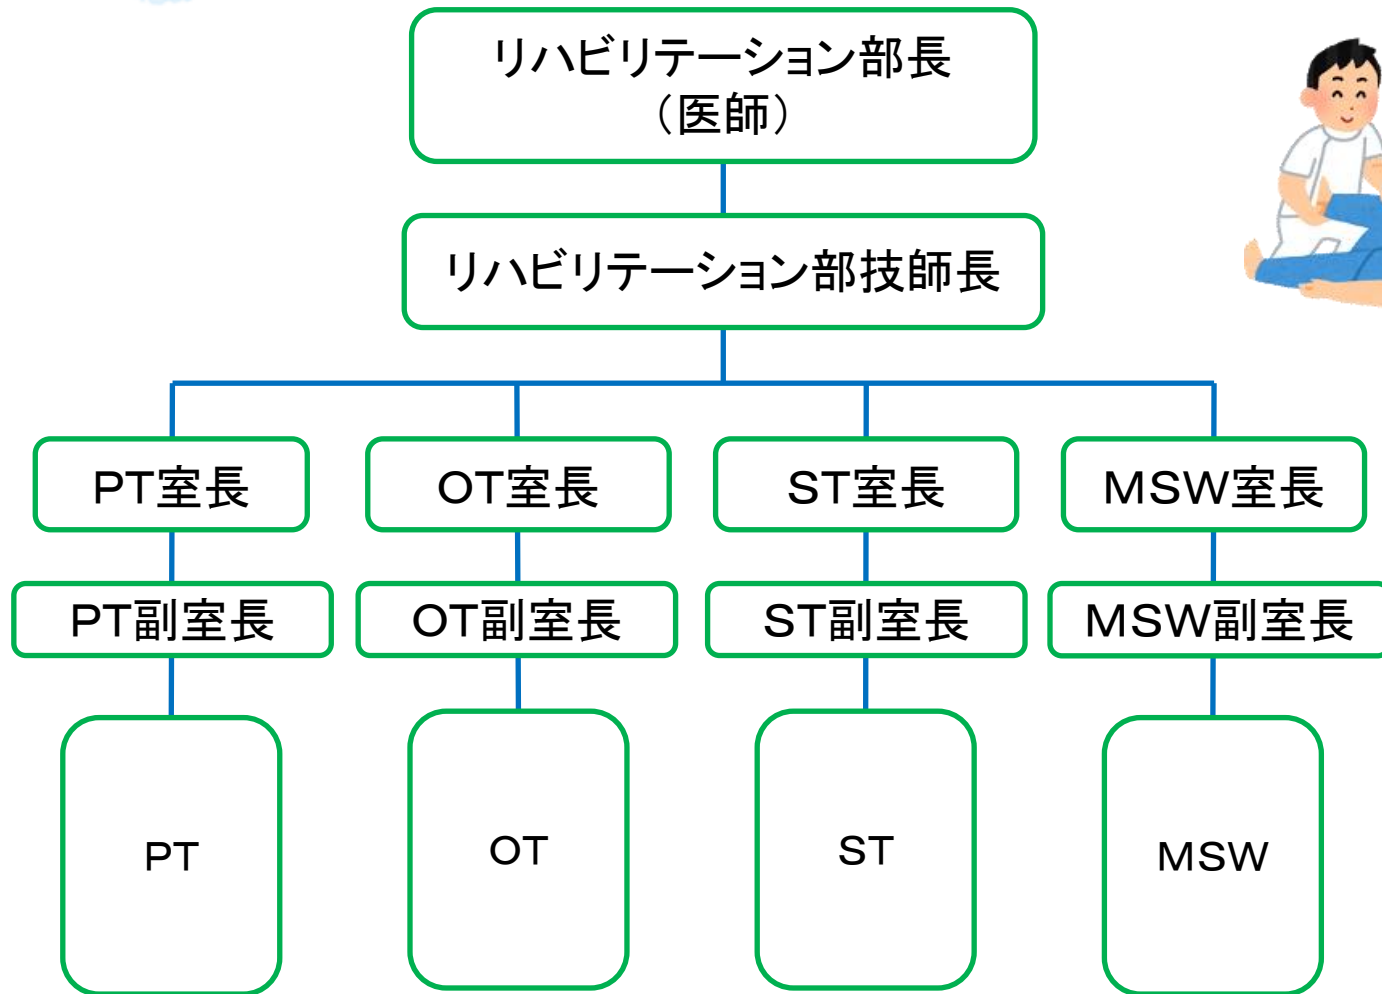 リハビリテーション部長
（医師）
リハビリテーション部技師長
ＰＴ室長
ＯＴ室長
ＳＴ室長
ＭＳＷ室長
ＰＴ副室長
ＯＴ副室長
ＳＴ副室長
ＭＳＷ副室長
ＰＴ
ＯＴ
ＳＴ
ＭＳＷ